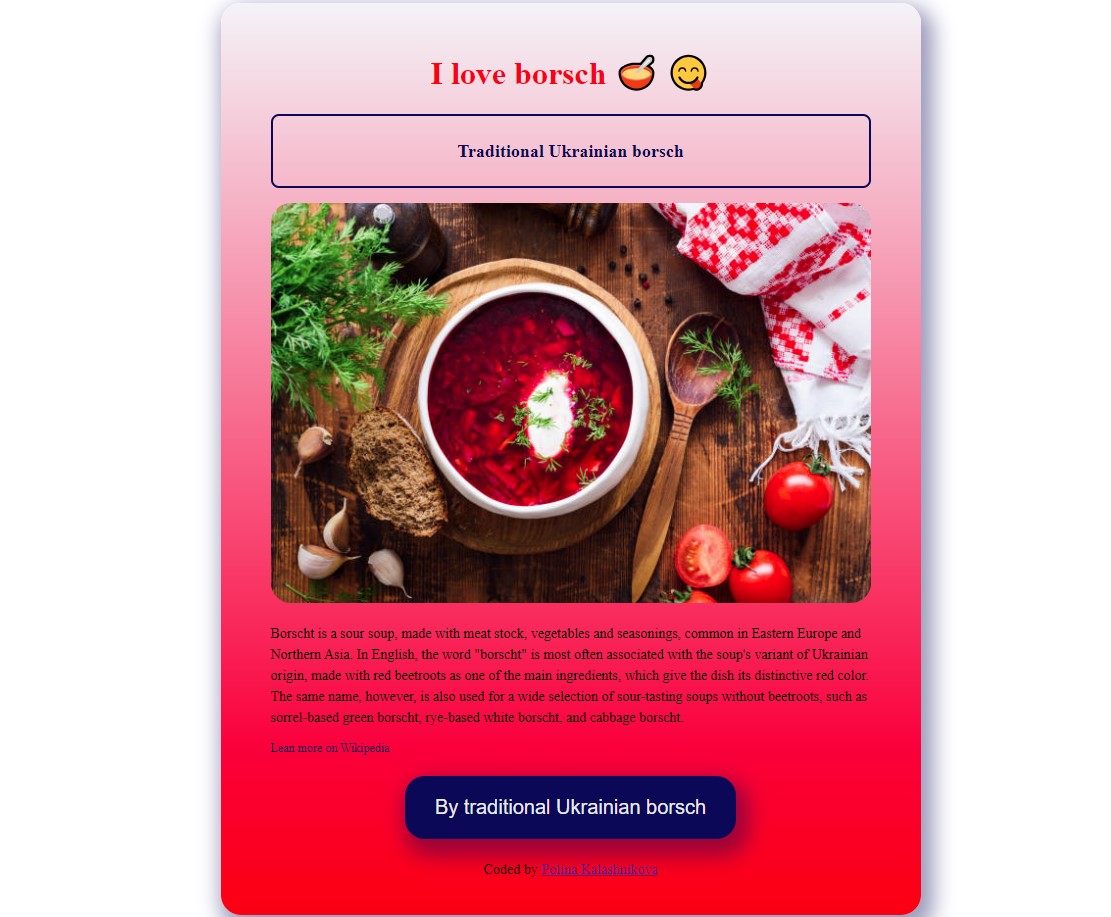 I love borsch 🥣 😋
Traditional Ukrainian borsch
Borscht is a sour soup, made with meat stock, vegetables and seasonings, common in Eastern Europe and
Northern Asia. In English, the word "borscht" is most often associated with the soup's variant of Ukrainian
origin, made with red beetroots as one of the main ingredients, which give the dish its distinctive red color.
The same name, however, is also used for a wide selection of sour-tasting soups without beetroots, such as
sorrel-based green borscht, rye-based white borscht, and cabbage borscht.
Lean more on Wikipedia
By traditional Ukrainian borsch
Coded by Polina Kalashnikova